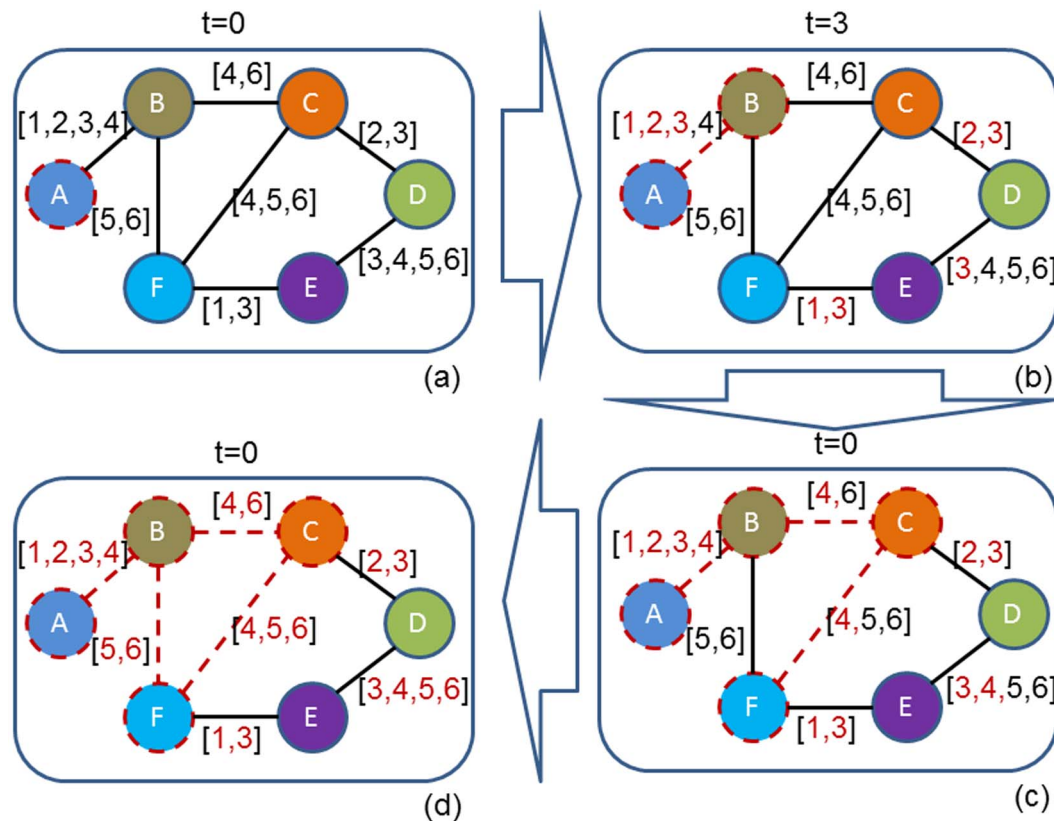 t=0
[4,6]
B
C
[1,2,3,4]
[2,3]
A
[4,5,6]
D
[5,6]
[3,4,5,6]
F
E
[1,3]
(a)
t=3
[4,6]
B
C
[1,2,3,4]
[2,3]
A
[4,5,6]
D
[5,6]
[3,4,5,6]
F
E
[1,3]
(b)
t=0
[4,6]
B
C
[1,2,3,4]
[2,3]
A
[4,5,6]
D
[5,6]
[3,4,5,6]
F
E
[1,3]
(d)
t=0
[4,6]
B
C
[1,2,3,4]
[2,3]
A
[4,5,6]
D
[5,6]
[3,4,5,6]
F
E
[1,3]
(c)